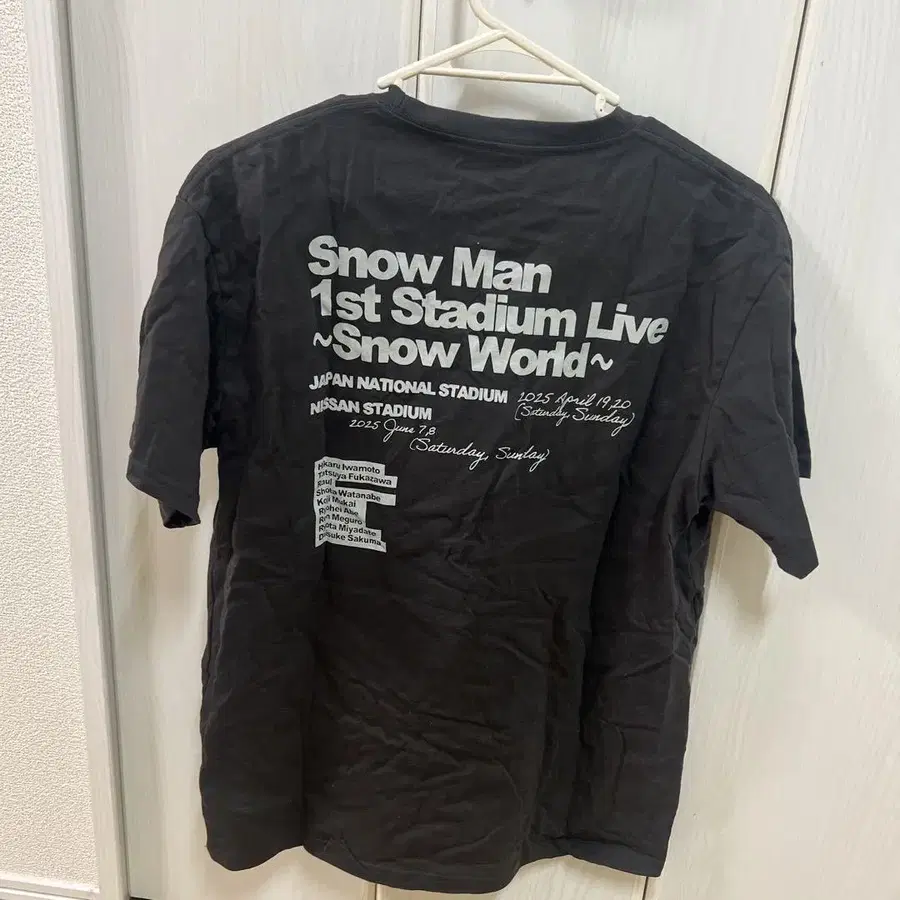 Snow Man
1st Stadium Live
~Snow World~
JAPAN NATIONAL STADIUM 2025 April 19,20
(Saturday, Sunday)
NISSAN STADIUM
2025 June 7,8
(Saturday, Sunday)
Hikaru Iwamoto
Tatsuya Fukazawa
Raul
Shota Watanabe
Koji Mukai
Ryohei Abe
Ren Meguro
Ryota Miyadate
Daisuke Sakuma